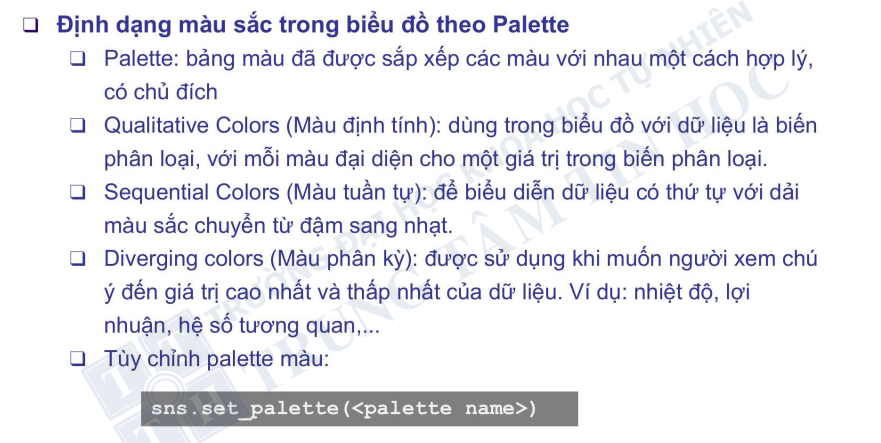 Định dạng màu sắc trong biểu đồ theo Palette
Palette: bảng màu đã được sắp xếp các màu với nhau một cách hợp lý,
có chủ đích
Qualitative Colors (Màu định tính): dùng trong biểu đồ với dữ liệu là biến
phân loại, với mỗi màu đại diện cho một giá trị trong biến phân loại.
Sequential Colors (Màu tuần tự): để biểu diễn dữ liệu có thứ tự với dải
màu sắc chuyển từ đậm sang nhạt.
Diverging colors (Màu phân kỳ): được sử dụng khi muốn người xem chú
ý đến giá trị cao nhất và thấp nhất của dữ liệu. Ví dụ: nhiệt độ, lợi
nhuận, hệ số tương quan,...
Tùy chỉnh palette màu:
sns.set_palette(<palette name>)
TRƯỜNG ĐẠI HỌC KHOA HỌC TỰ NHIÊN
TRUNG TÂM TIN HỌC